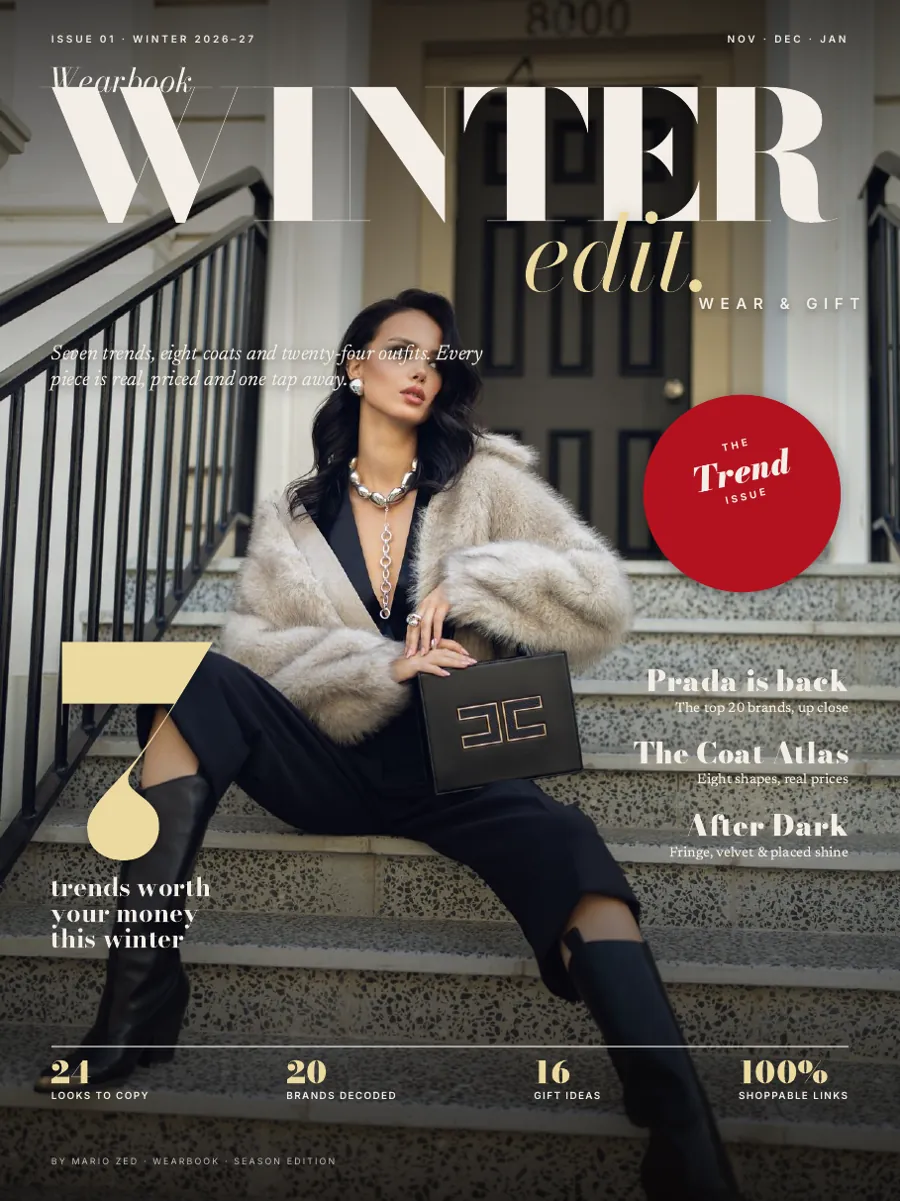 8000
ISSUE 01 · WINTER 2026–27
NOV · DEC · JAN
Wearbook
WINTER
edit.
WEAR & GIFT
Seven trends, eight coats and twenty-four outfits. Every
piece is real, priced and one tap away.
THE
Trend
ISSUE
7
trends worth
your money
this winter
Prada is back
The top 20 brands, up close
The Coat Atlas
Eight shapes, real prices
After Dark
Fringe, velvet & placed shine
24
LOOKS TO COPY
20
BRANDS DECODED
16
GIFT IDEAS
100%
SHOPPABLE LINKS
BY MARIO ZED · WEARBOOK · SEASON EDITION